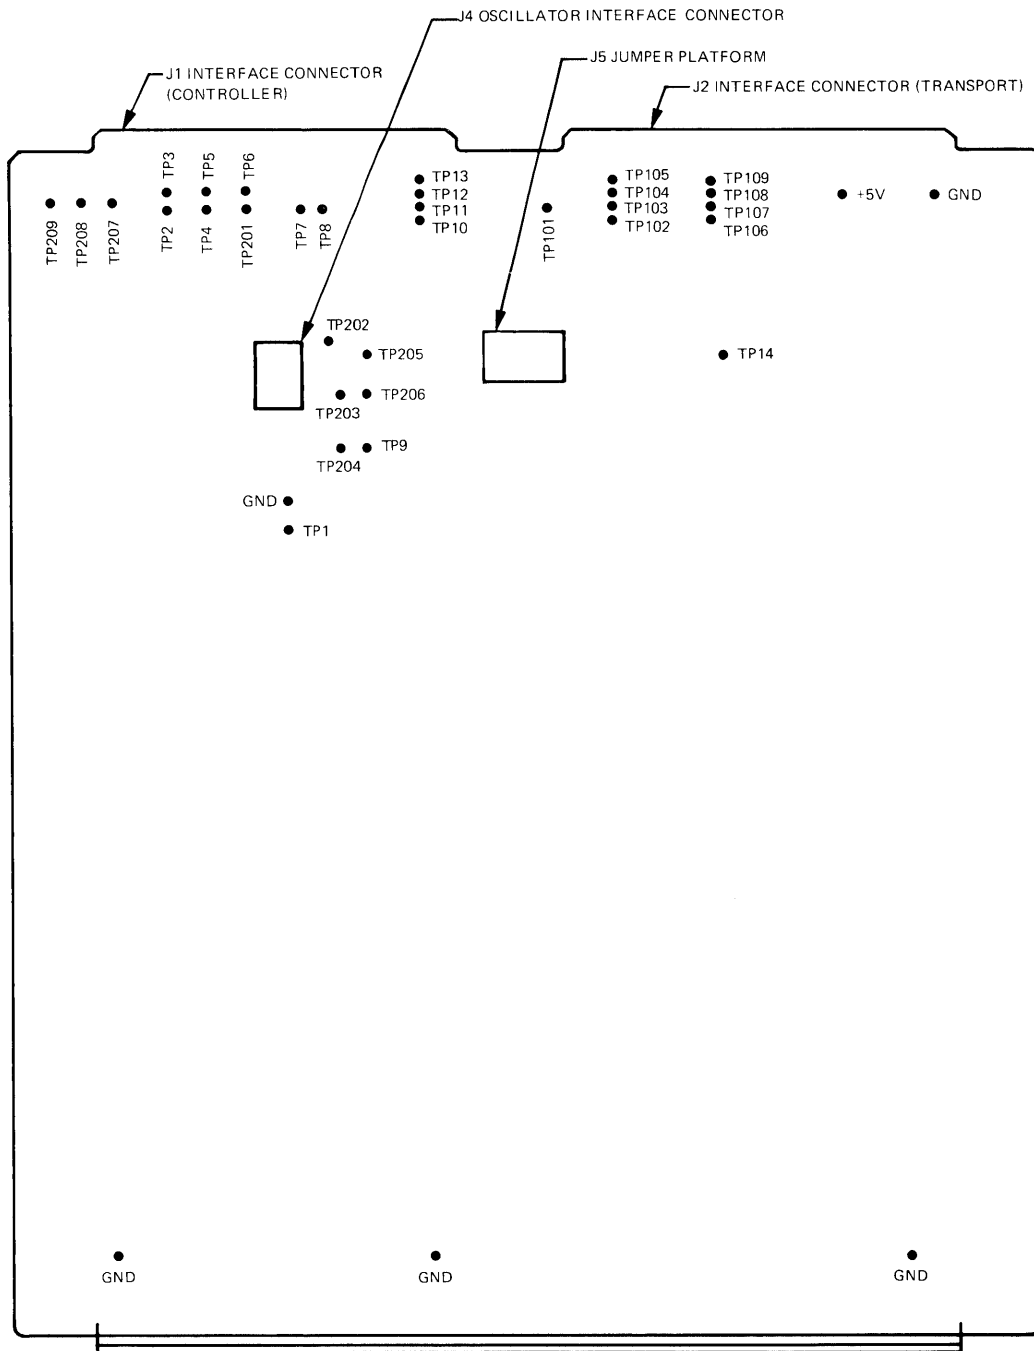 J4 OSCILLATOR INTERFACE CONNECTOR
J5 JUMPER PLATFORM
J1 INTERFACE CONNECTOR
(CONTROLLER)
J2 INTERFACE CONNECTOR (TRANSPORT)
TP3
TP5
TP6
TP209
TP208
TP207
TP2
TP4
TP201
TP7
TP8
TP13
TP12
TP11
TP10
TP101
TP105
TP104
TP103
TP102
TP109
TP108
TP107
TP106
+5V
GND
TP202
TP205
TP14
TP203
TP206
TP204
TP9
GND
TP1
GND
GND
GND